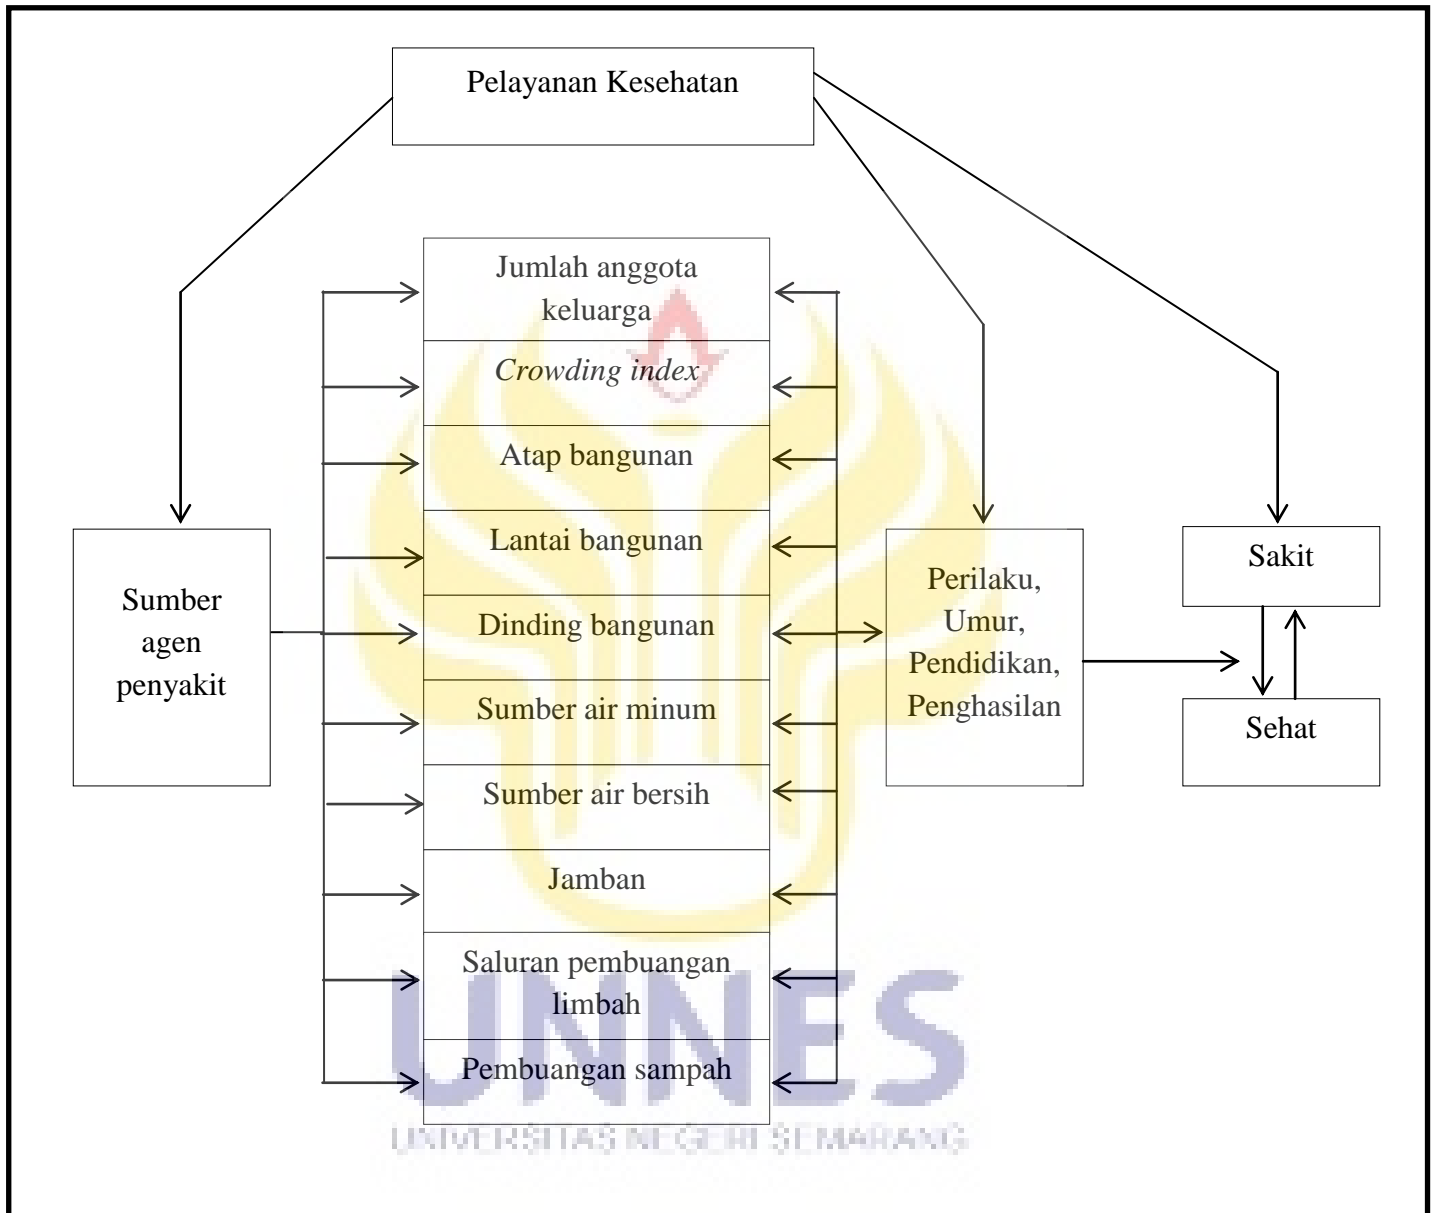 Pelayanan Kesehatan
Jumlah anggota
keluarga
Crowding index
Atap bangunan
Lantai bangunan
Dinding bangunan
Sumber air minum
Sumber air bersih
Jamban
Saluran pembuangan
limbah
Pembuangan sampah
Sumber
agen
penyakit
Perilaku,
Umur,
Pendidikan,
Penghasilan
Sakit
Sehat
UNNES
UNIVERSITAS NEGERI SEMARANG